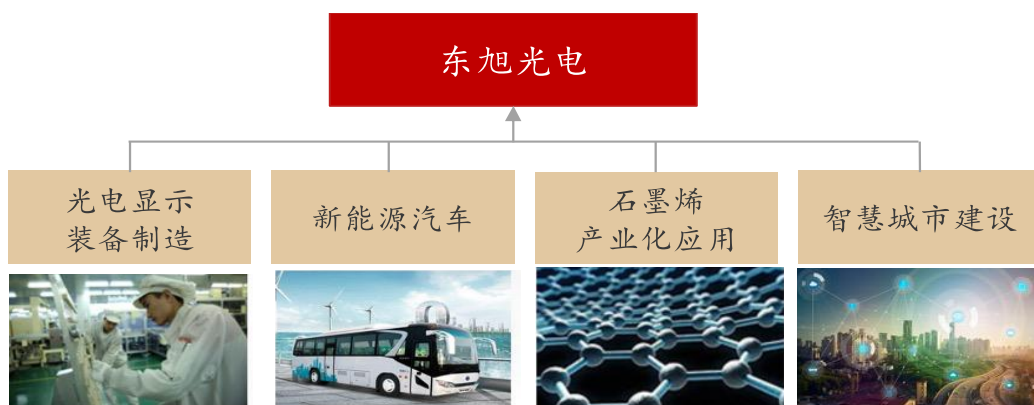 东旭光电
光电显示
装备制造
新能源汽车
石墨烯
产业化应用
智慧城市建设